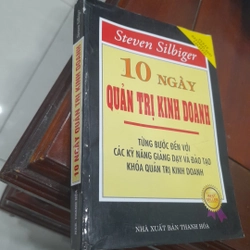 Steven Silbiger
10 NGÀY
QUẢN TRỊ KINH DOANH
TỪNG BƯỚC ĐẾN VỚI
CÁC KỸ NĂNG GIẢNG DẠY VÀ ĐÀO TẠO
KHÓA QUẢN TRỊ KINH DOANH
NHÀ XUẤT BẢN THANH HÓA
10 NGÀY QUẢN TRỊ KINH DOANH